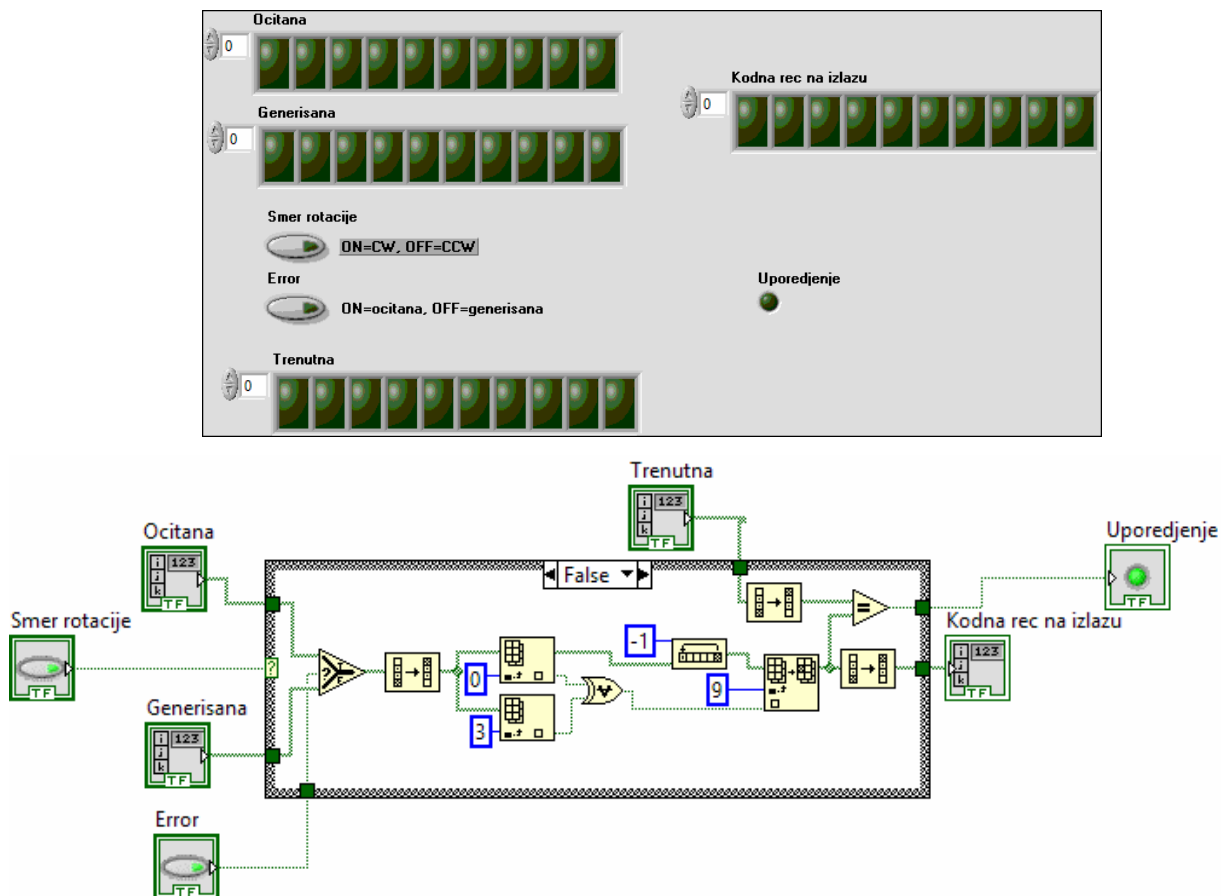 Ocitana
0
Kodna rec na izlazu
0
Generisana
0
Smer rotacije
ON=CW, OFF=CCW
Error
ON=ocitana, OFF=generisana
Uporedjenje
Trenutna
0
Trenutna
i
j
k
123
TF
Ocitana
i
j
k
123
TF
Uporedjenje
TF
False
Smer rotacije
TF
?
Kodna rec na izlazu
i
j
k
123
TF
-1
=
? T F
0
9
Generisana
i
j
k
123
TF
3
Error
TF